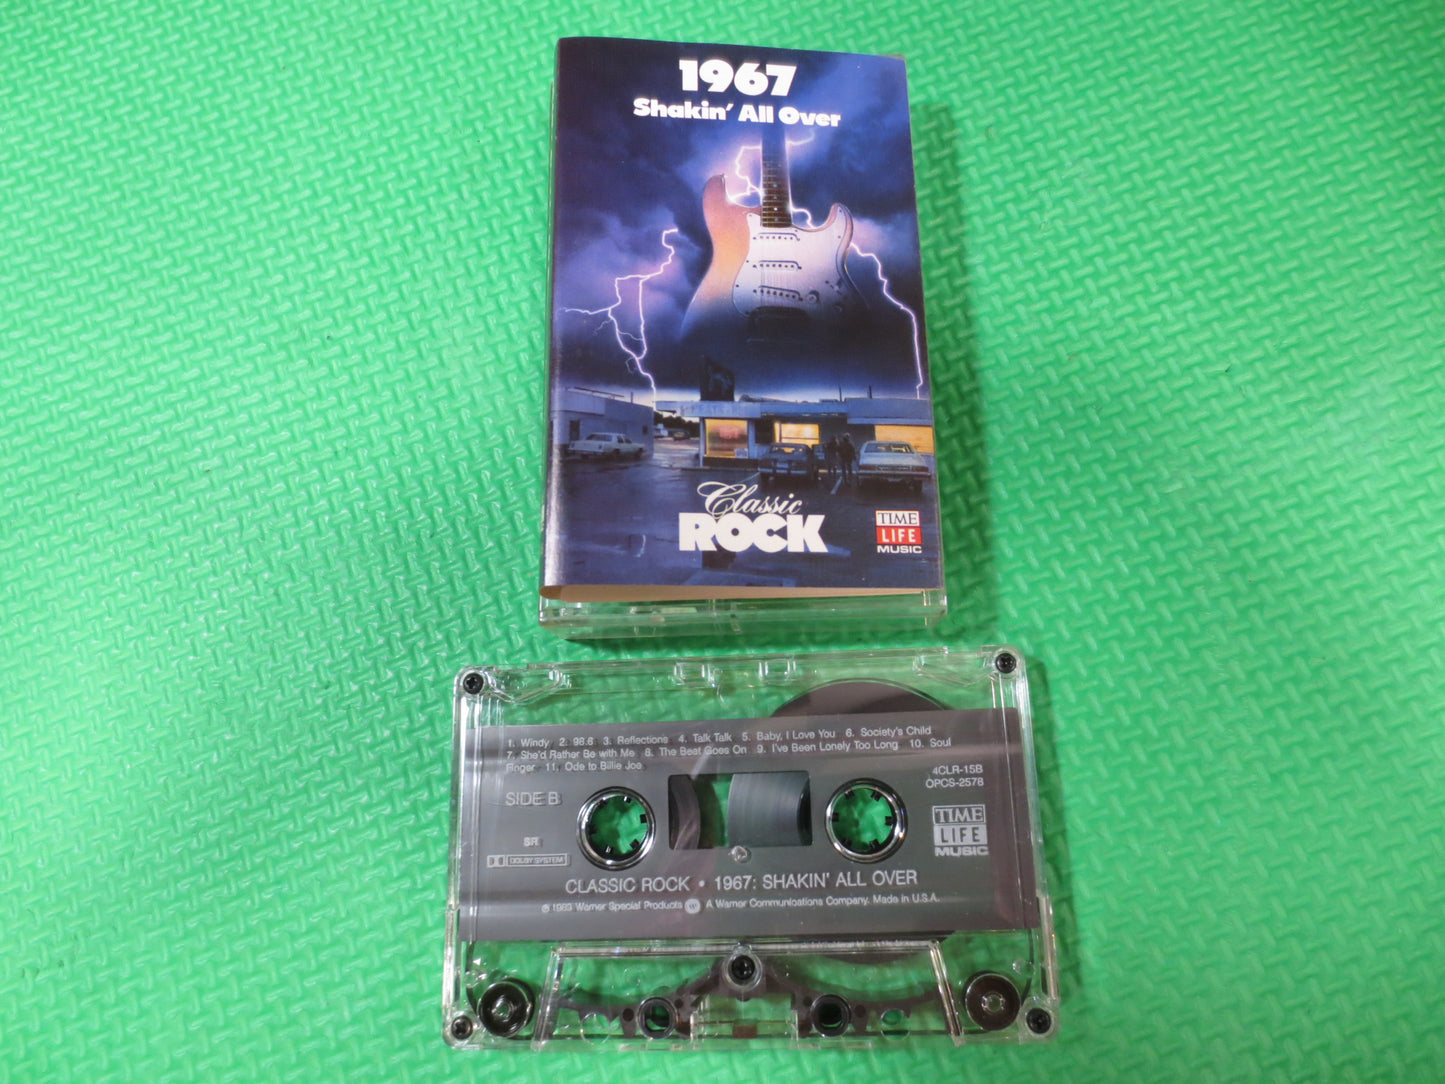 1967
Shakin' All Over
Classic
ROCK
TIME
LIFE
MUSIC
1. Windy 2. 98.6 3. Reflections 4. Talk Talk 5. Baby, I Love You 6. Society's Child
7. She'd Rather Be with Me 8. The Beat Goes On 9. I've Been Lonely Too Long 10. Soul
Finger 11. Ode to Billie Joe
4CLR-15B
OPCS-2578
SIDE B
SR
DOLBY SYSTEM
TIME
LIFE
MUSIC
CLASSIC ROCK • 1967: SHAKIN' ALL OVER
℗ 1989 Warner Special Products A Warner Communications Company. Made in U.S.A.